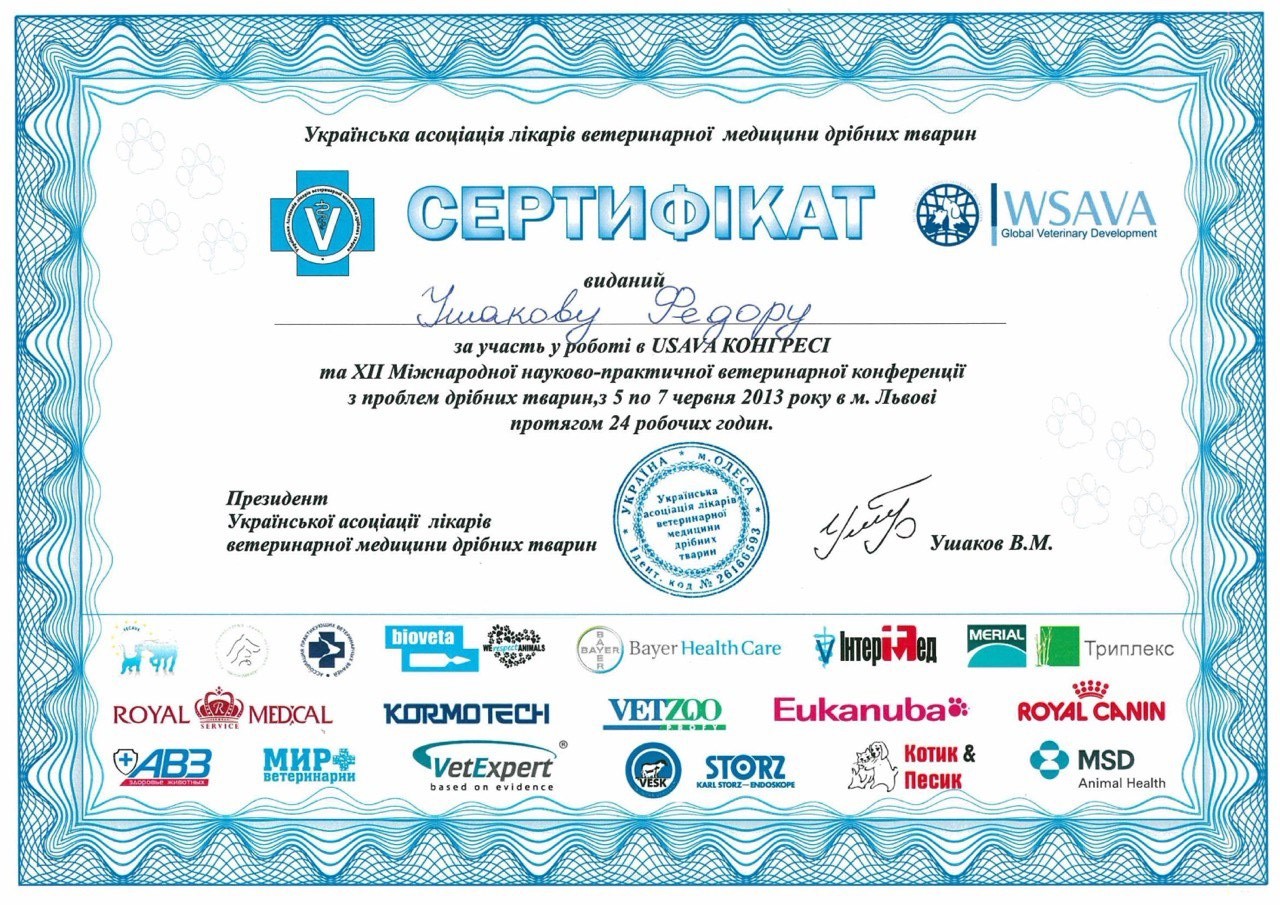 Українська асоціація лікарів ветеринарної медицини дрібних тварин
V
СЕРТИФІКАТ
WSAVA
Global Veterinary Development
виданий
Ушакову Федору
за участь у роботі в USAVA КОНГРЕСІ
та XII Міжнародної науково-практичної ветеринарної конференції
з проблем дрібних тварин,з 5 по 7 червня 2013 року в м. Львові
протягом 24 робочих годин.
Президент
Української асоціації лікарів
ветеринарної медицини дрібних тварин
УКРАЇНА * м.ОДЕСА * Ідент. код № 26166593 *
Українська
асоціація лікарів
ветеринарної
медицини
дрібних
тварин
Ушаков В.М.
bioveta
WE respect ANIMALS
BAYER
BAYER
Bayer HealthCare
ІнтерМед
MERIAL
Триплекс
ROYAL SERVICE MEDICAL
KORMOTECH
VETZOO
PROFY
Eukanuba
ROYAL CANIN
АВЗ
здоровье животных
МИР
ветеринарии
VetExpert®
based on evidence
VESK
STORZ
KARL STORZ—ENDOSKOPE
Котик &
Песик
MSD
Animal Health